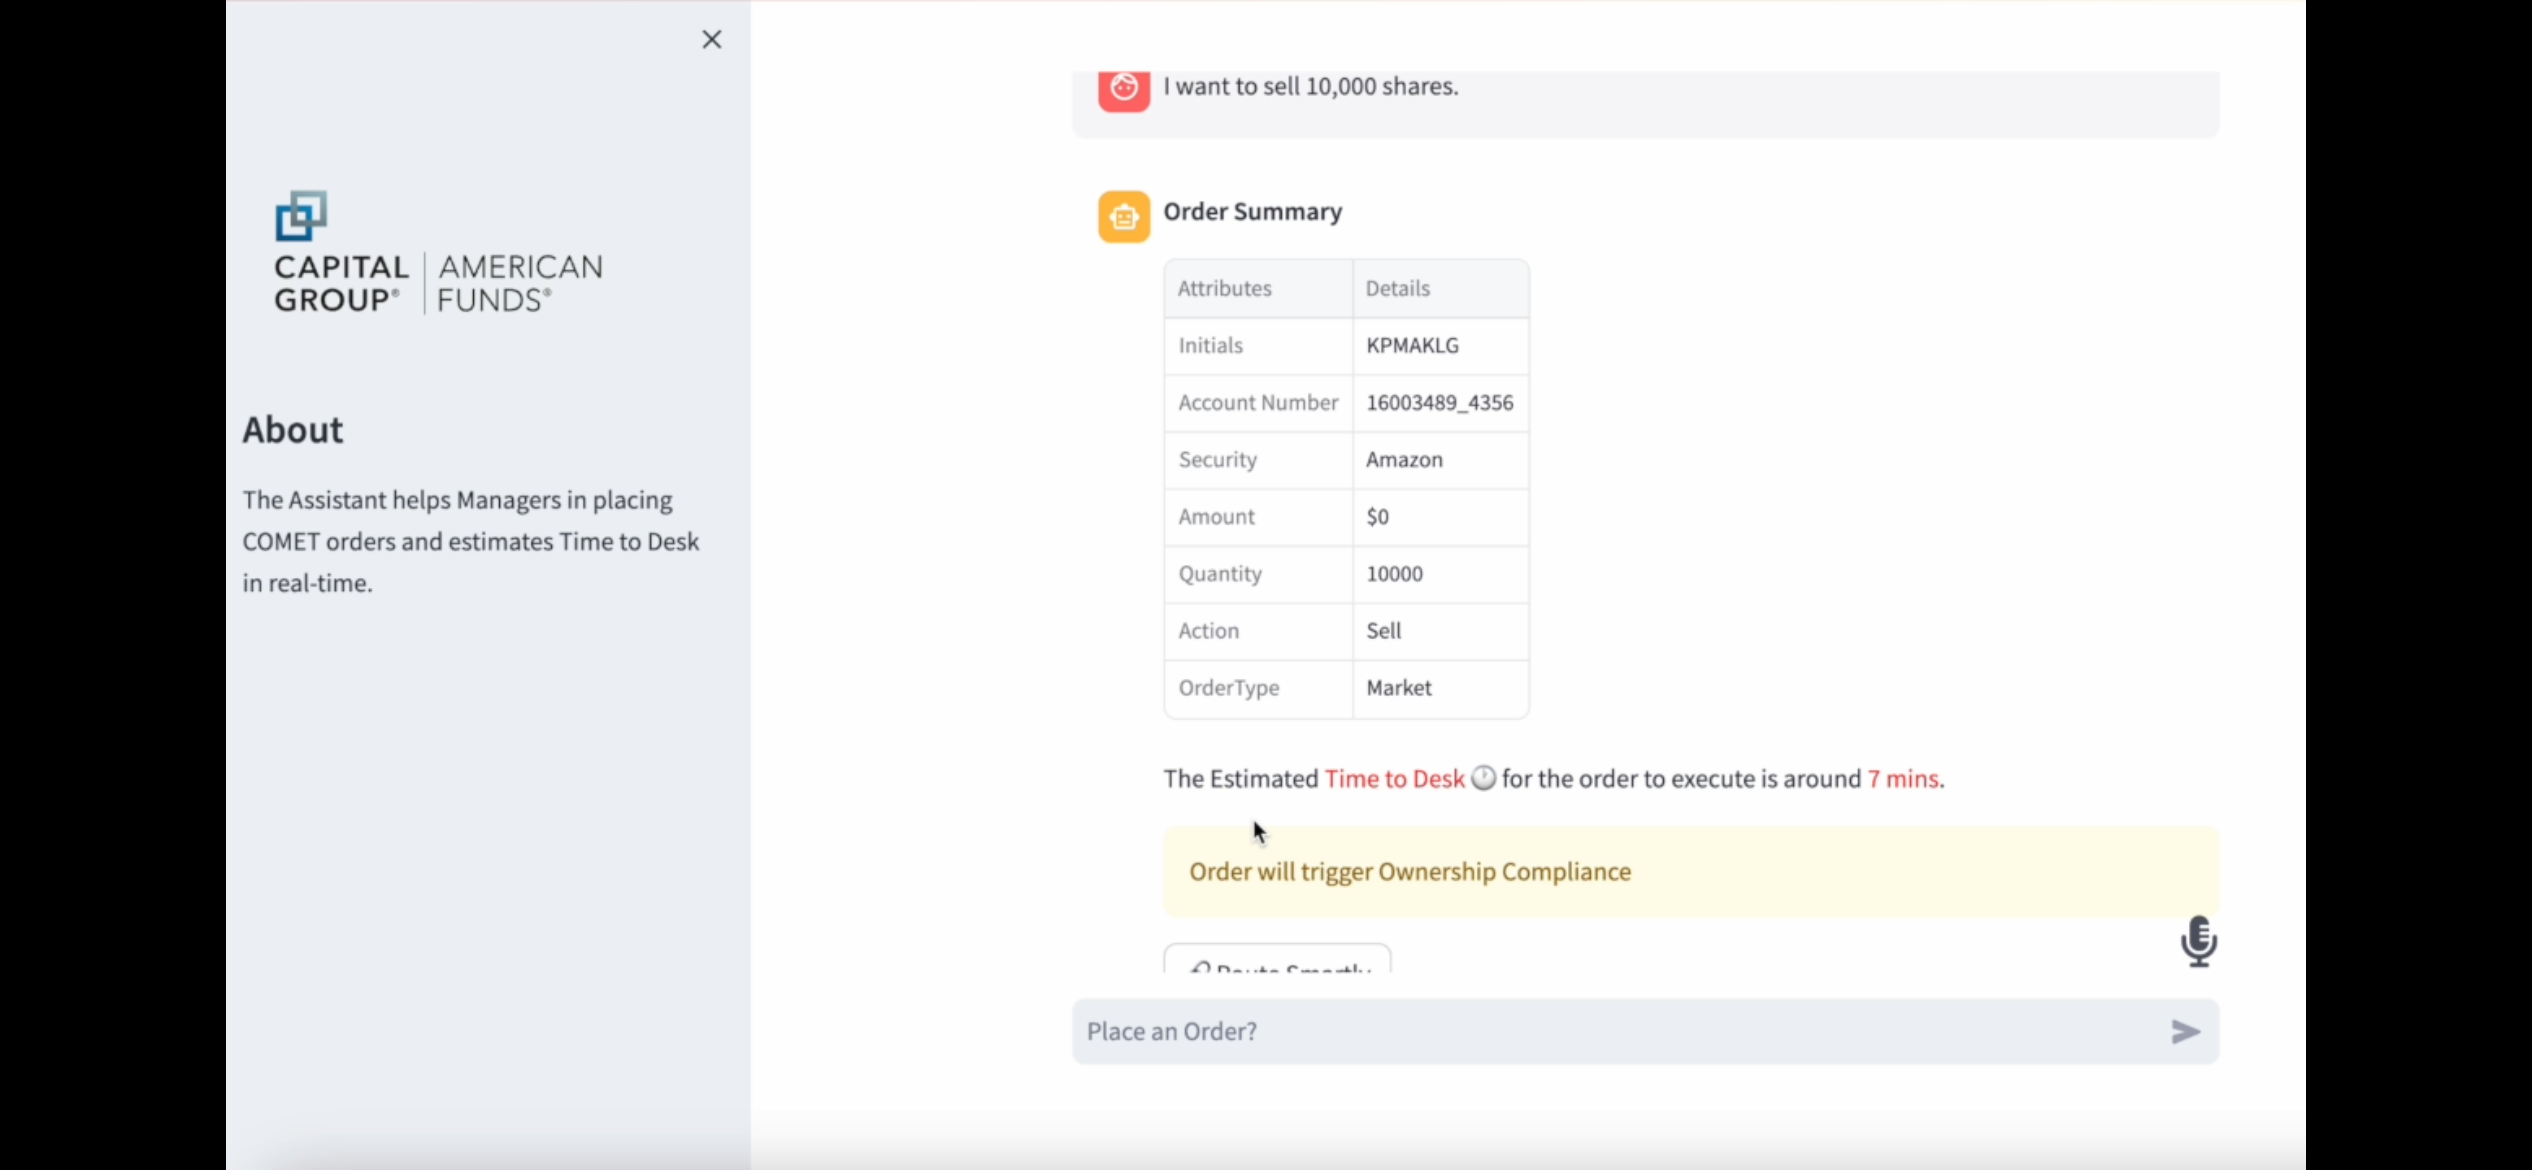 CAPITAL GROUP® | AMERICAN FUNDS®
About
The Assistant helps Managers in placing
COMET orders and estimates Time to Desk
in real-time.
I want to sell 10,000 shares.
Order Summary
Attributes Details
Initials KPMAKLG
Account Number 16003489_4356
Security Amazon
Amount $0
Quantity 10000
Action Sell
OrderType Market
The Estimated Time to Desk 🕐 for the order to execute is around 7 mins.
Order will trigger Ownership Compliance
Route Smartly
Place an Order?